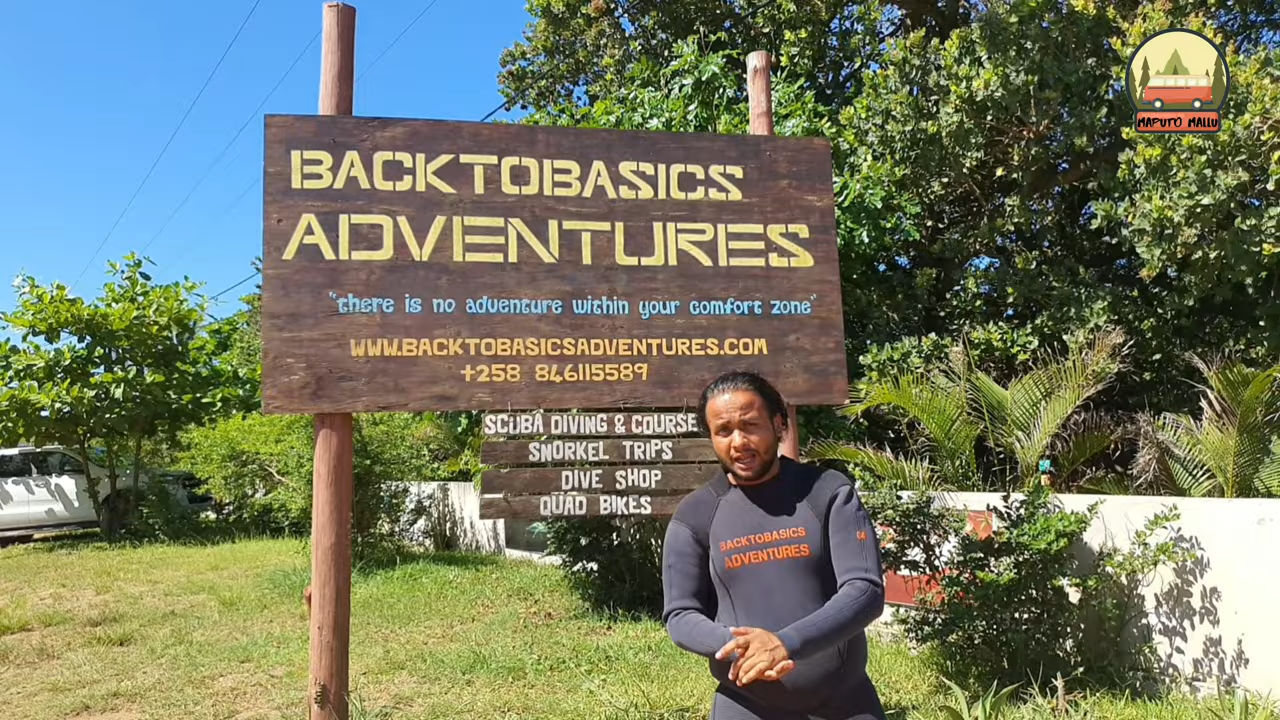 BACKTOBASICS
ADVENTURES
"there is no adventure within your comfort zone"
WWW.BACKTOBASICSADVENTURES.COM
+258 846115589
SCUBA DIVING & COURSE
SNORKEL TRIPS
DIVE SHOP
QUAD BIKES
BACKTOBASICS
ADVENTURES
MAPUTO MALLU